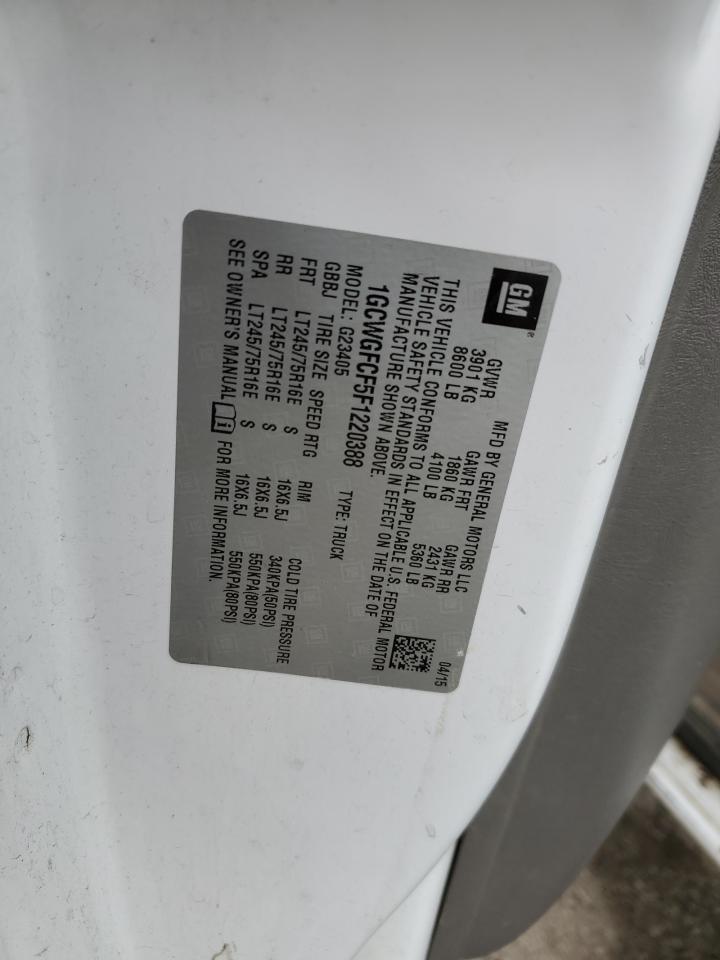 GM®
MFD BY GENERAL MOTORS LLC 04/15
GVWR GAWR FRT GAWR RR
3901 KG 1860 KG 2431 KG
8600 LB 4100 LB 5360 LB
THIS VEHICLE CONFORMS TO ALL APPLICABLE U.S. FEDERAL MOTOR
VEHICLE SAFETY STANDARDS IN EFFECT ON THE DATE OF
MANUFACTURE SHOWN ABOVE.
1GCWGFCF5F1220388 TYPE: TRUCK
MODEL: G23405
GBBJ TIRE SIZE SPEED RTG RIM COLD TIRE PRESSURE
FRT LT245/75R16E S 16X6.5J 340KPA(50PSI)
RR LT245/75R16E S 16X6.5J 550KPA(80PSI)
SPA LT245/75R16E S 16X6.5J 550KPA(80PSI)
SEE OWNER'S MANUAL FOR MORE INFORMATION.